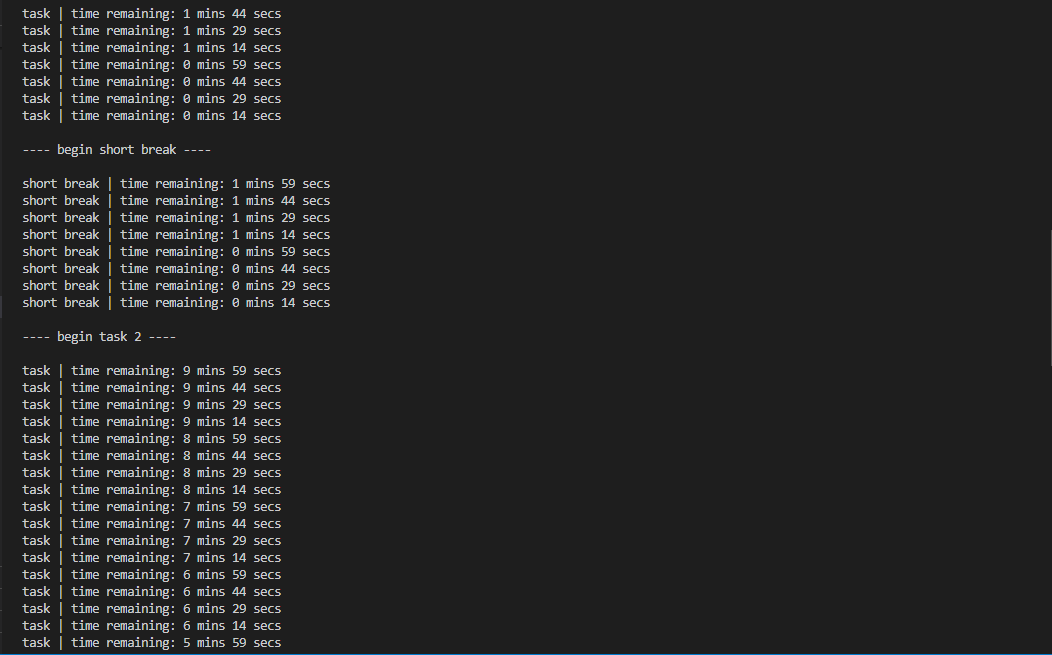 task | time remaining: 1 mins 44 secs
task | time remaining: 1 mins 29 secs
task | time remaining: 1 mins 14 secs
task | time remaining: 0 mins 59 secs
task | time remaining: 0 mins 44 secs
task | time remaining: 0 mins 29 secs
task | time remaining: 0 mins 14 secs
---- begin short break ----
short break | time remaining: 1 mins 59 secs
short break | time remaining: 1 mins 44 secs
short break | time remaining: 1 mins 29 secs
short break | time remaining: 1 mins 14 secs
short break | time remaining: 0 mins 59 secs
short break | time remaining: 0 mins 44 secs
short break | time remaining: 0 mins 29 secs
short break | time remaining: 0 mins 14 secs
---- begin task 2 ----
task | time remaining: 9 mins 59 secs
task | time remaining: 9 mins 44 secs
task | time remaining: 9 mins 29 secs
task | time remaining: 9 mins 14 secs
task | time remaining: 8 mins 59 secs
task | time remaining: 8 mins 44 secs
task | time remaining: 8 mins 29 secs
task | time remaining: 8 mins 14 secs
task | time remaining: 7 mins 59 secs
task | time remaining: 7 mins 44 secs
task | time remaining: 7 mins 29 secs
task | time remaining: 7 mins 14 secs
task | time remaining: 6 mins 59 secs
task | time remaining: 6 mins 44 secs
task | time remaining: 6 mins 29 secs
task | time remaining: 6 mins 14 secs
task | time remaining: 5 mins 59 secs